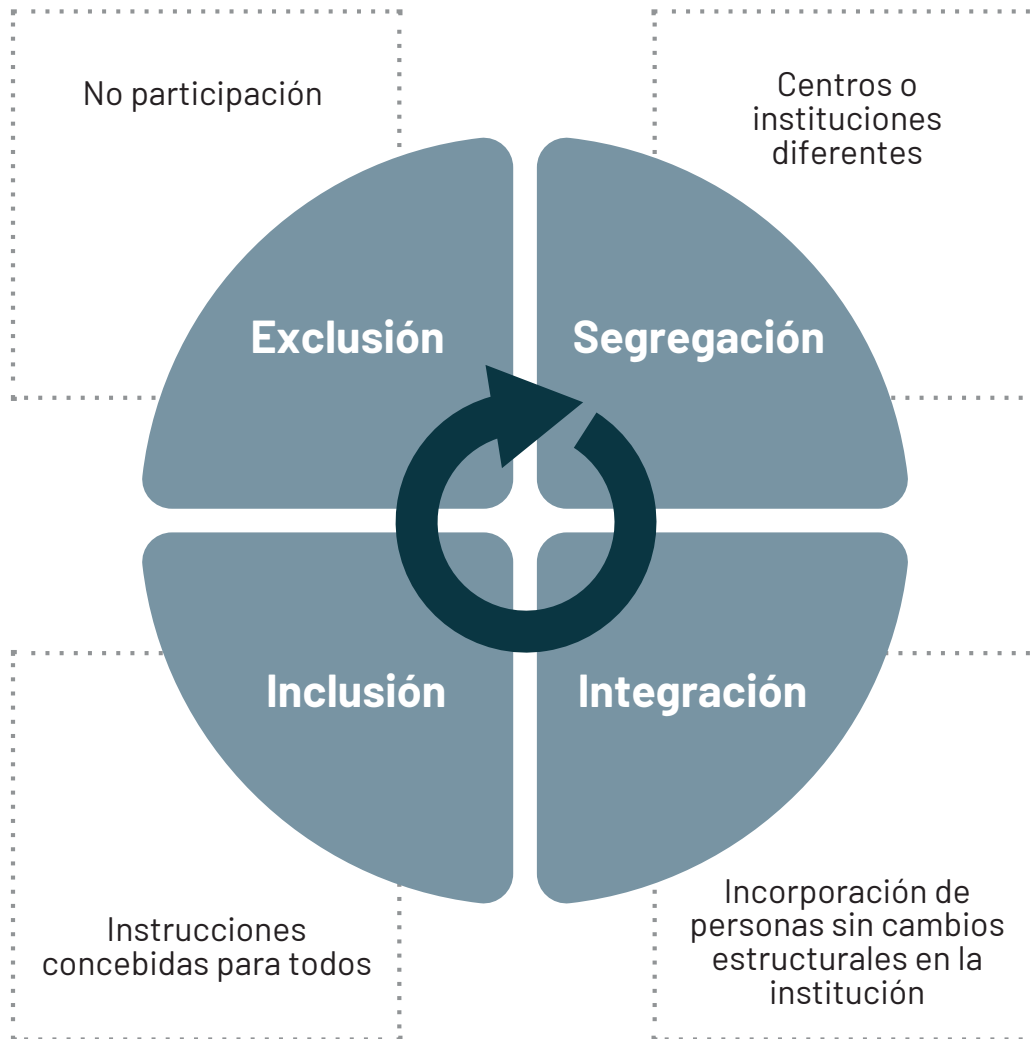 No participación
Centros o
instituciones
diferentes
Exclusión
Segregación
Inclusión
Integración
Instrucciones
concebidas para todos
Incorporación de
personas sin cambios
estructurales en la
institución